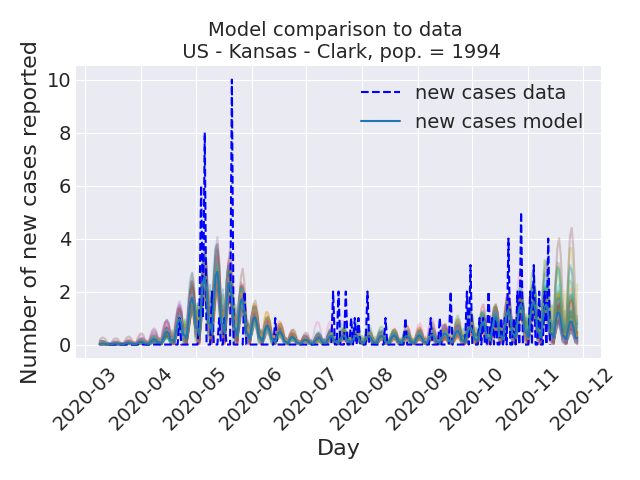 Model comparison to data
US - Kansas - Clark, pop. = 1994
Number of new cases reported
10
8
6
4
2
0
new cases data
new cases model
2020-03
2020-04
2020-05
2020-06
2020-07
2020-08
2020-09
2020-10
2020-11
2020-12
Day